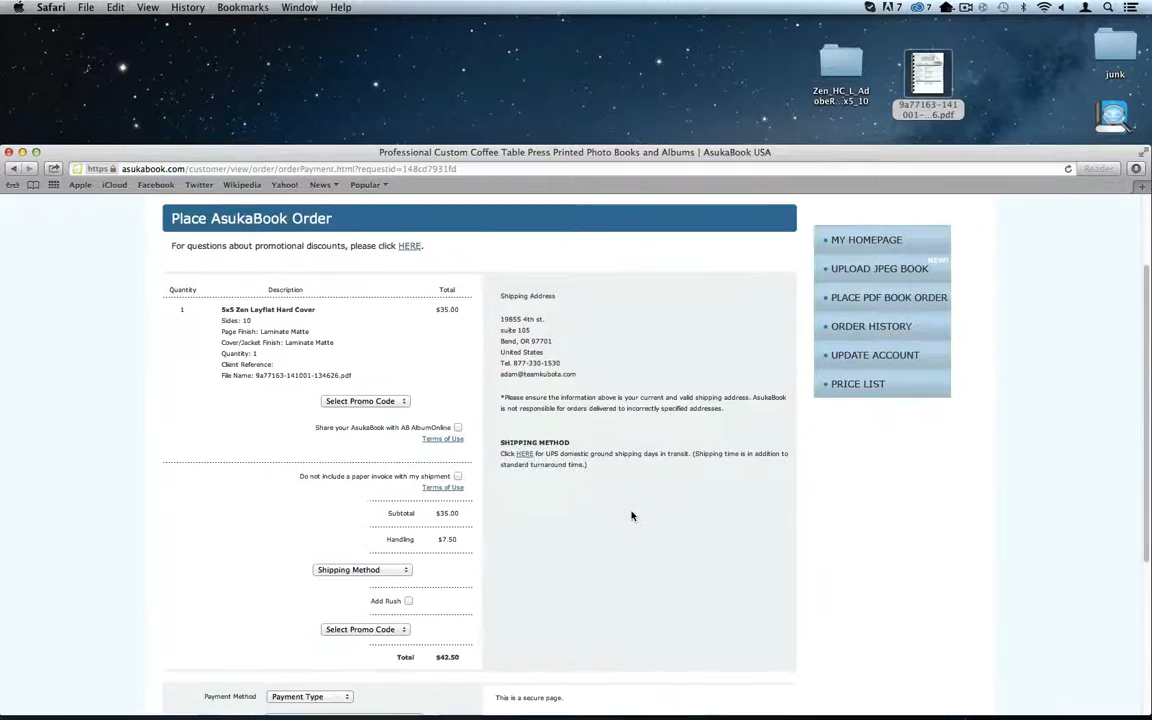 Safari File Edit View History Bookmarks Window Help
7 7
Zen_HC_L_Ad
obeR...x5_10
9a77163-141
001-...6.pdf
junk
Professional Custom Coffee Table Press Printed Photo Books and Albums | AsukaBook USA
https asukabook.com/customer/view/order/orderPayment.html?requestid=148cd7931fd
Reader
Apple iCloud Facebook Twitter Wikipedia Yahoo! News Popular
Place AsukaBook Order
For questions about promotional discounts, please click HERE.
Quantity Description Total
1 5x5 Zen Layflat Hard Cover $35.00
Sides: 10
Page Finish: Laminate Matte
Cover/Jacket Finish: Laminate Matte
Quantity: 1
Client Reference:
File Name: 9a77163-141001-134626.pdf
Select Promo Code
Share your AsukaBook with AB AlbumOnline
Terms of Use
Do not include a paper invoice with my shipment
Terms of Use
Subtotal $35.00
Handling $7.50
Shipping Method
Add Rush
Select Promo Code
Total $42.50
Payment Method Payment Type
Shipping Address
19855 4th st.
suite 105
Bend, OR 97701
United States
Tel. 877-330-1530
adam@teamkubota.com
*Please ensure the information above is your current and valid shipping address. AsukaBook
is not responsible for orders delivered to incorrectly specified addresses.
SHIPPING METHOD
Click HERE for UPS domestic ground shipping days in transit. (Shipping time is in addition to
standard turnaround time.)
This is a secure page.
MY HOMEPAGE
NEW!
UPLOAD JPEG BOOK
PLACE PDF BOOK ORDER
ORDER HISTORY
UPDATE ACCOUNT
PRICE LIST